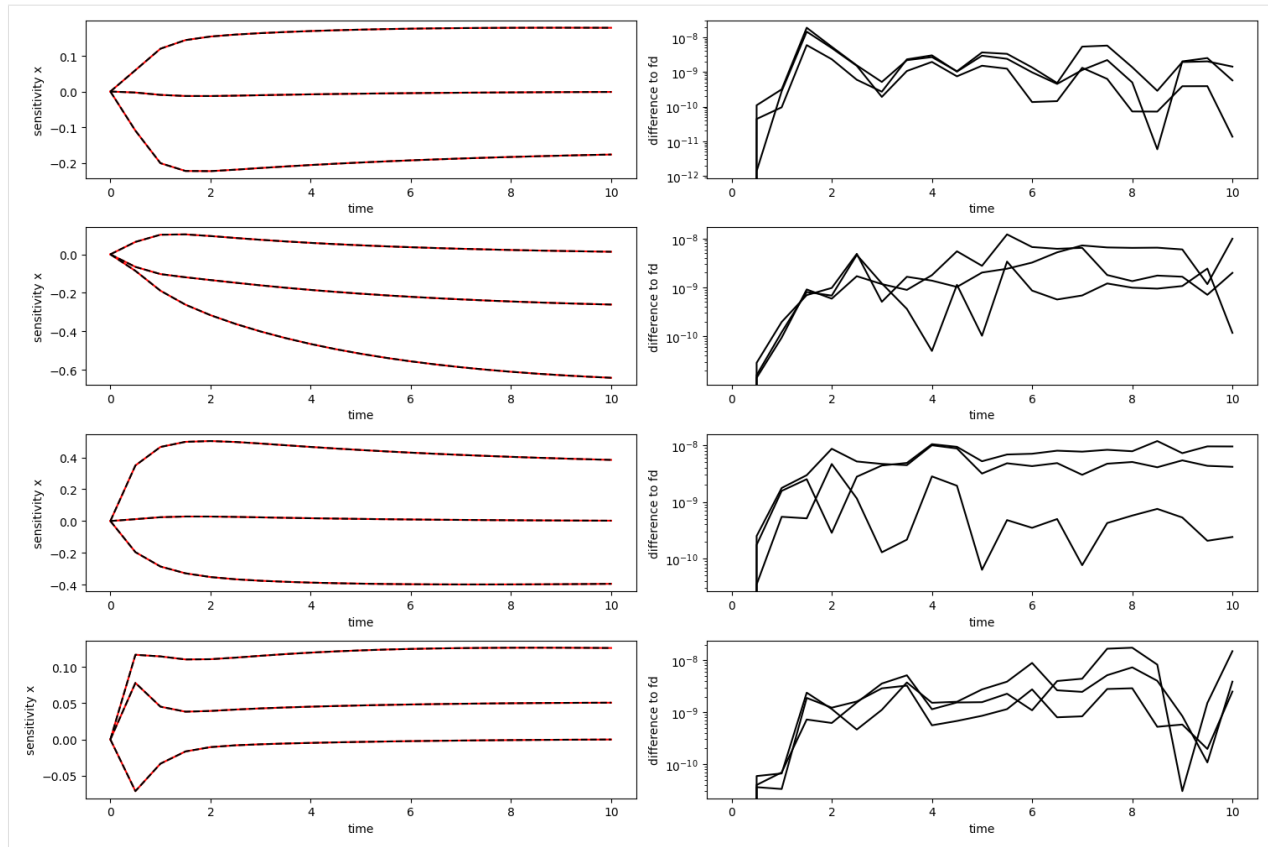 sensitivity x
0.1
0.0
−0.1
−0.2
0 2 4 6 8 10
time
difference to fd
10⁻⁸
10⁻⁹
10⁻¹⁰
10⁻¹¹
10⁻¹²
0 2 4 6 8 10
time
sensitivity x
0.0
−0.2
−0.4
−0.6
0 2 4 6 8 10
time
difference to fd
10⁻⁸
10⁻⁹
10⁻¹⁰
0 2 4 6 8 10
time
sensitivity x
0.4
0.2
0.0
−0.2
−0.4
0 2 4 6 8 10
time
difference to fd
10⁻⁸
10⁻⁹
10⁻¹⁰
0 2 4 6 8 10
time
sensitivity x
0.10
0.05
0.00
−0.05
0 2 4 6 8 10
time
difference to fd
10⁻⁸
10⁻⁹
10⁻¹⁰
0 2 4 6 8 10
time